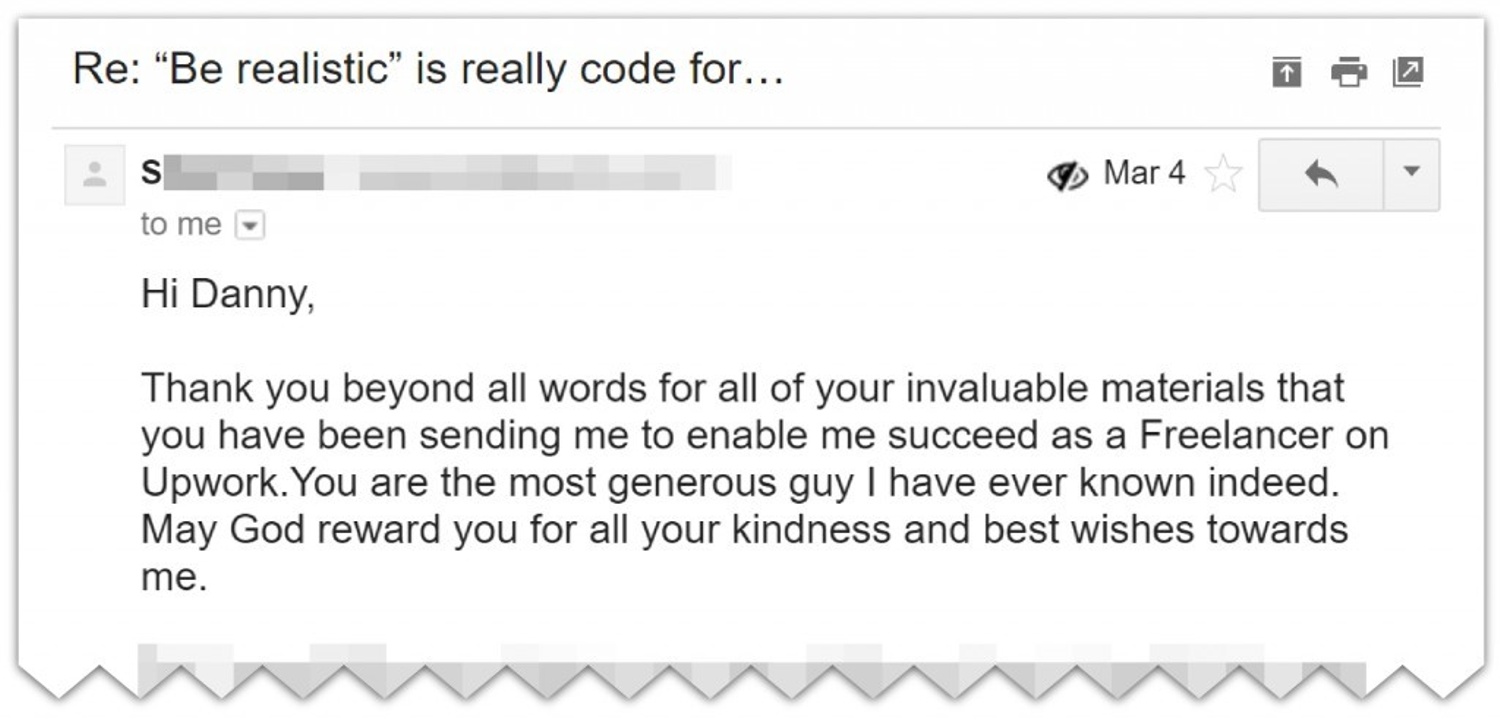 Re: “Be realistic” is really code for…
S
Mar 4
to me
Hi Danny,
Thank you beyond all words for all of your invaluable materials that
you have been sending me to enable me succeed as a Freelancer on
Upwork.You are the most generous guy I have ever known indeed.
May God reward you for all your kindness and best wishes towards
me.